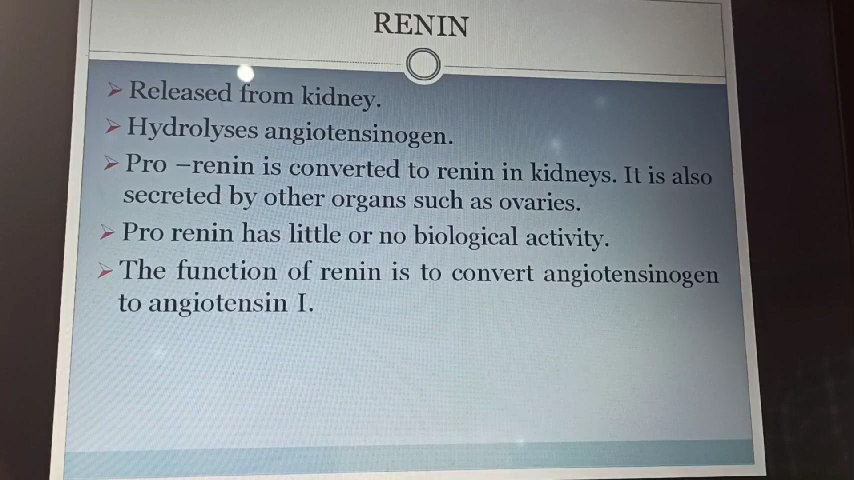 RENIN
Released from kidney.
Hydrolyses angiotensinogen.
Pro –renin is converted to renin in kidneys. It is also
secreted by other organs such as ovaries.
Pro renin has little or no biological activity.
The function of renin is to convert angiotensinogen
to angiotensin I.